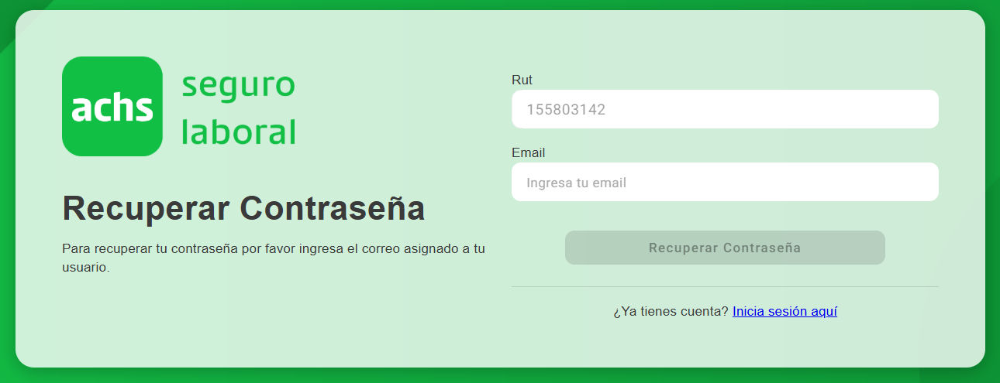 achs
seguro
laboral
Recuperar Contraseña
Para recuperar tu contraseña por favor ingresa el correo asignado a tu
usuario.
Rut
155803142
Email
Ingresa tu email
Recuperar Contraseña
¿Ya tienes cuenta? Inicia sesión aquí